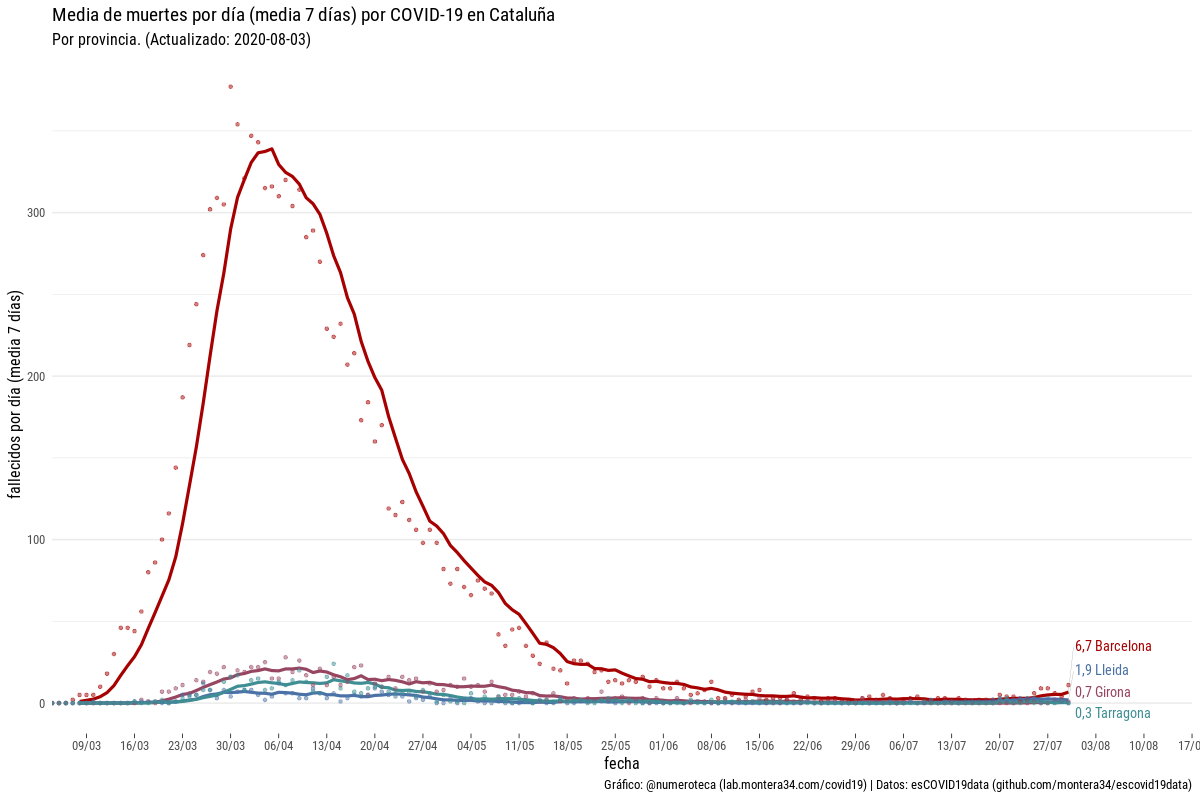 Media de muertes por día (media 7 días) por COVID-19 en Cataluña
Por provincia. (Actualizado: 2020-08-03)
fallecidos por día (media 7 días)
300
200
100
0
6,7 Barcelona
1,9 Lleida
0,7 Girona
0,3 Tarragona
09/03 16/03 23/03 30/03 06/04 13/04 20/04 27/04 04/05 11/05 18/05 25/05 01/06 08/06 15/06 22/06 29/06 06/07 13/07 20/07 27/07 03/08 10/08 17/0
fecha
Gráfico: @numeroteca (lab.montera34.com/covid19) | Datos: esCOVID19data (github.com/montera34/escovid19data)